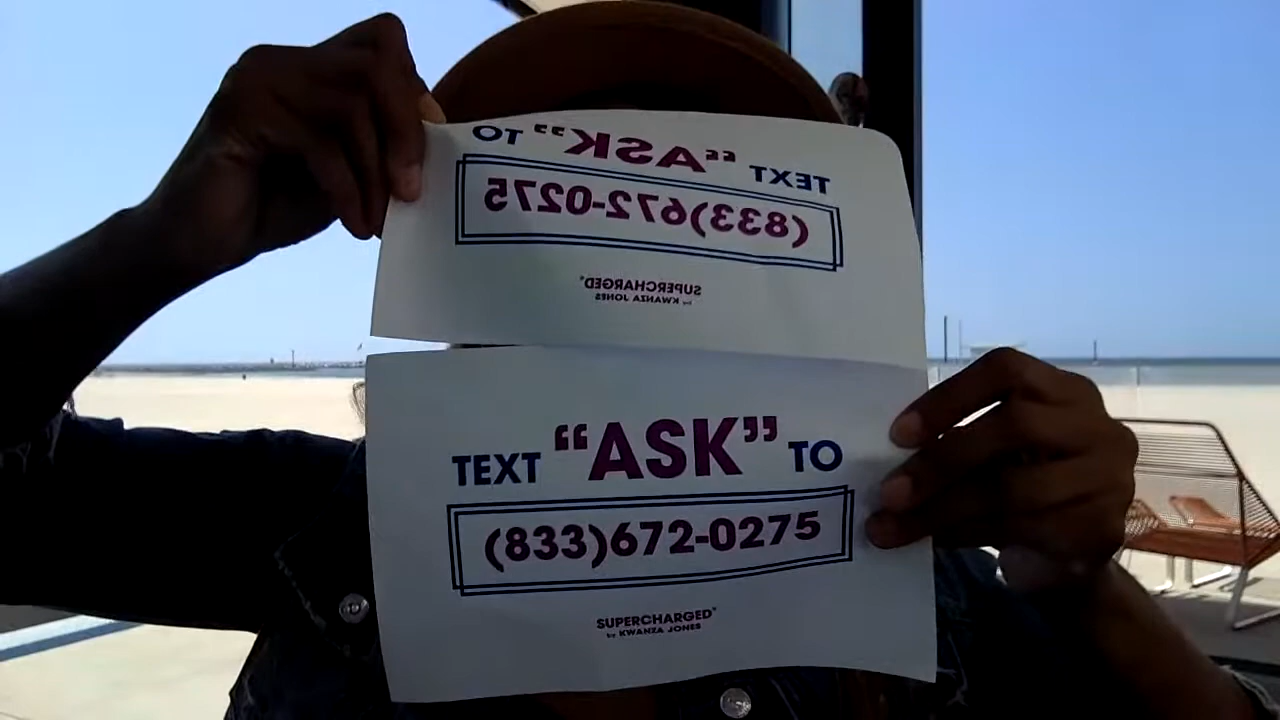 TEXT “ASK” TO
(833)672-0275
SUPERCHARGED®
by KWANZA JONES
TEXT “ASK” TO
(833)672-0275
SUPERCHARGED®
by KWANZA JONES